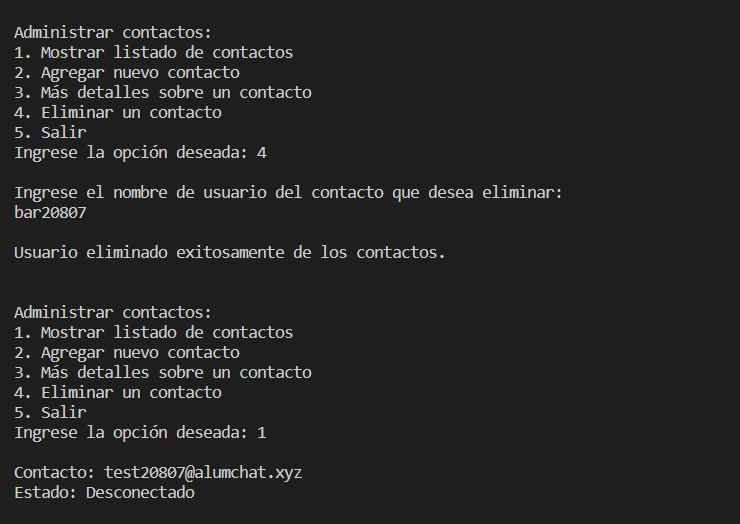 Administrar contactos:
1. Mostrar listado de contactos
2. Agregar nuevo contacto
3. Más detalles sobre un contacto
4. Eliminar un contacto
5. Salir
Ingrese la opción deseada: 4
Ingrese el nombre de usuario del contacto que desea eliminar:
bar20807
Usuario eliminado exitosamente de los contactos.
Administrar contactos:
1. Mostrar listado de contactos
2. Agregar nuevo contacto
3. Más detalles sobre un contacto
4. Eliminar un contacto
5. Salir
Ingrese la opción deseada: 1
Contacto: test20807@alumchat.xyz
Estado: Desconectado